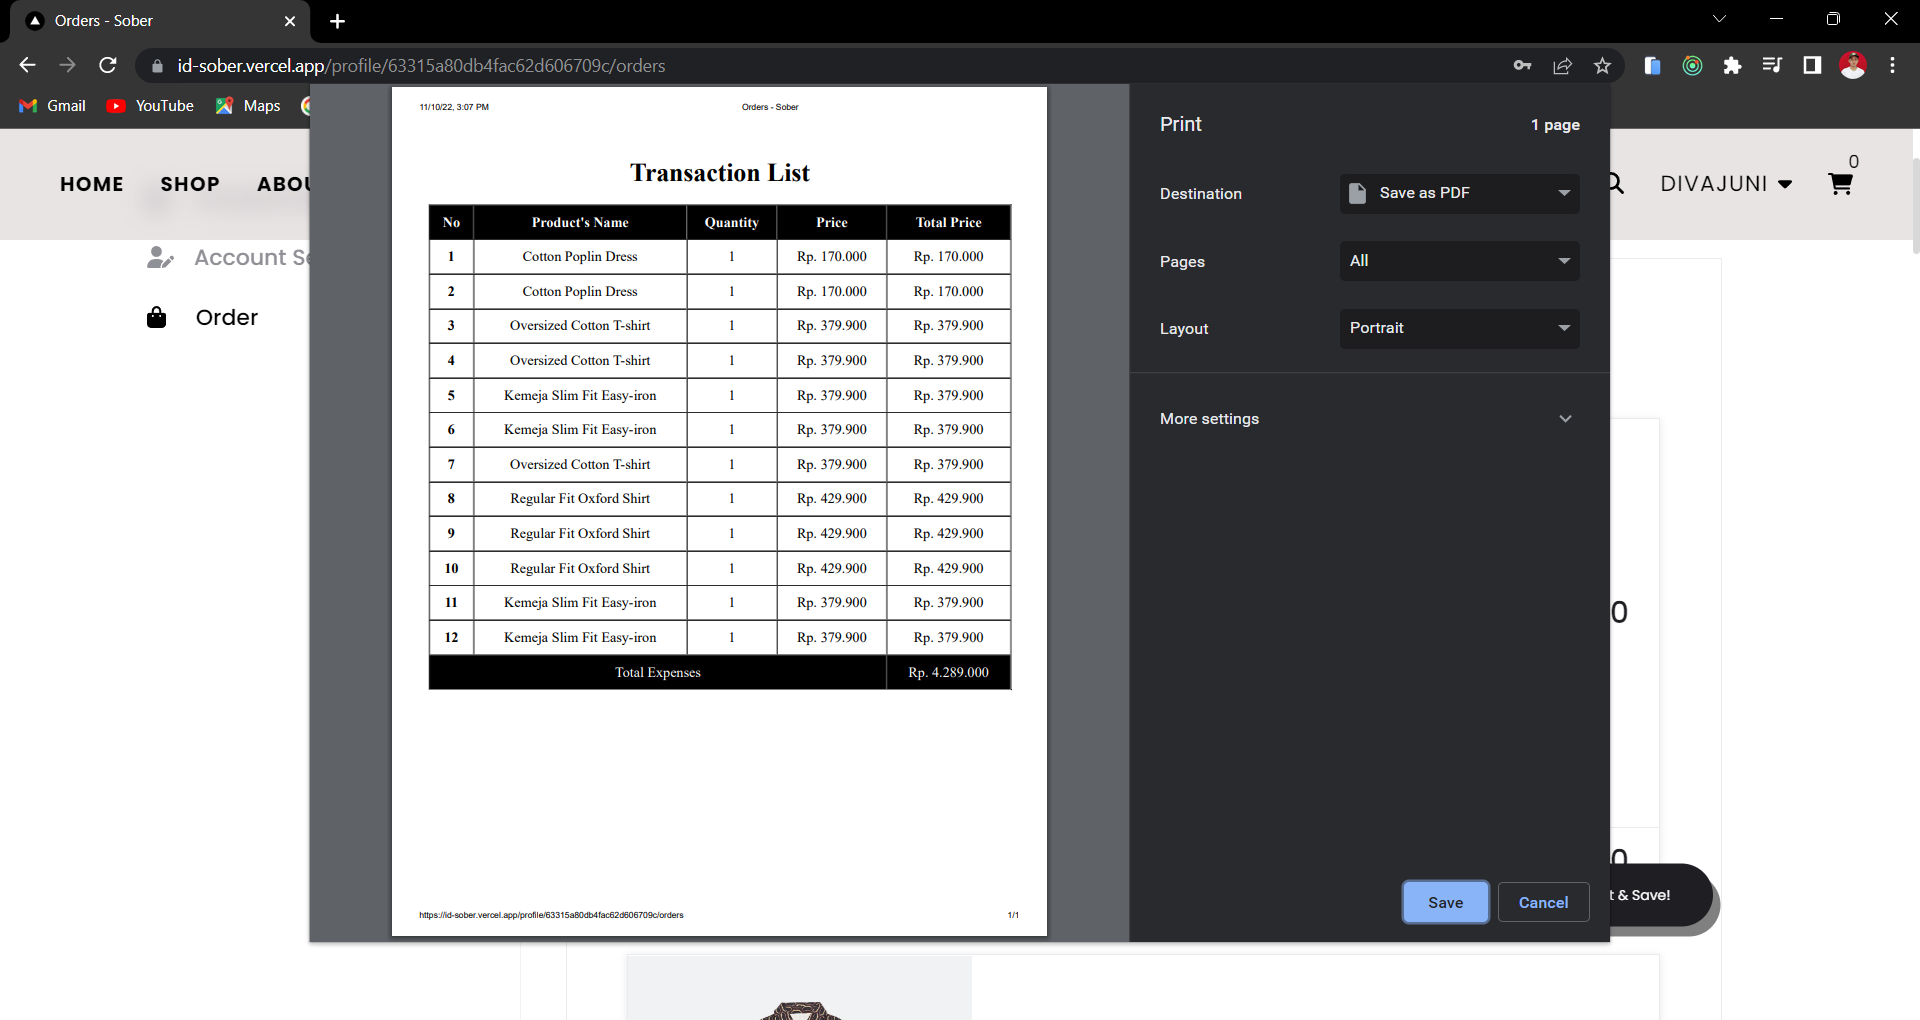 Orders - Sober
id-sober.vercel.app/profile/63315a80db4fac62d606709c/orders
Gmail YouTube Maps
HOME SHOP ABOU
DIVAJUNI 0
Account Se
Order
11/10/22, 3:07 PM Orders - Sober
Transaction List
No Product's Name Quantity Price Total Price
1 Cotton Poplin Dress 1 Rp. 170.000 Rp. 170.000
2 Cotton Poplin Dress 1 Rp. 170.000 Rp. 170.000
3 Oversized Cotton T-shirt 1 Rp. 379.900 Rp. 379.900
4 Oversized Cotton T-shirt 1 Rp. 379.900 Rp. 379.900
5 Kemeja Slim Fit Easy-iron 1 Rp. 379.900 Rp. 379.900
6 Kemeja Slim Fit Easy-iron 1 Rp. 379.900 Rp. 379.900
7 Oversized Cotton T-shirt 1 Rp. 379.900 Rp. 379.900
8 Regular Fit Oxford Shirt 1 Rp. 429.900 Rp. 429.900
9 Regular Fit Oxford Shirt 1 Rp. 429.900 Rp. 429.900
10 Regular Fit Oxford Shirt 1 Rp. 429.900 Rp. 429.900
11 Kemeja Slim Fit Easy-iron 1 Rp. 379.900 Rp. 379.900
12 Kemeja Slim Fit Easy-iron 1 Rp. 379.900 Rp. 379.900
Total Expenses Rp. 4.289.000
https://id-sober.vercel.app/profile/63315a80db4fac62d606709c/orders 1/1
Print 1 page
Destination Save as PDF
Pages All
Layout Portrait
More settings
Save Cancel
0
0
t & Save!